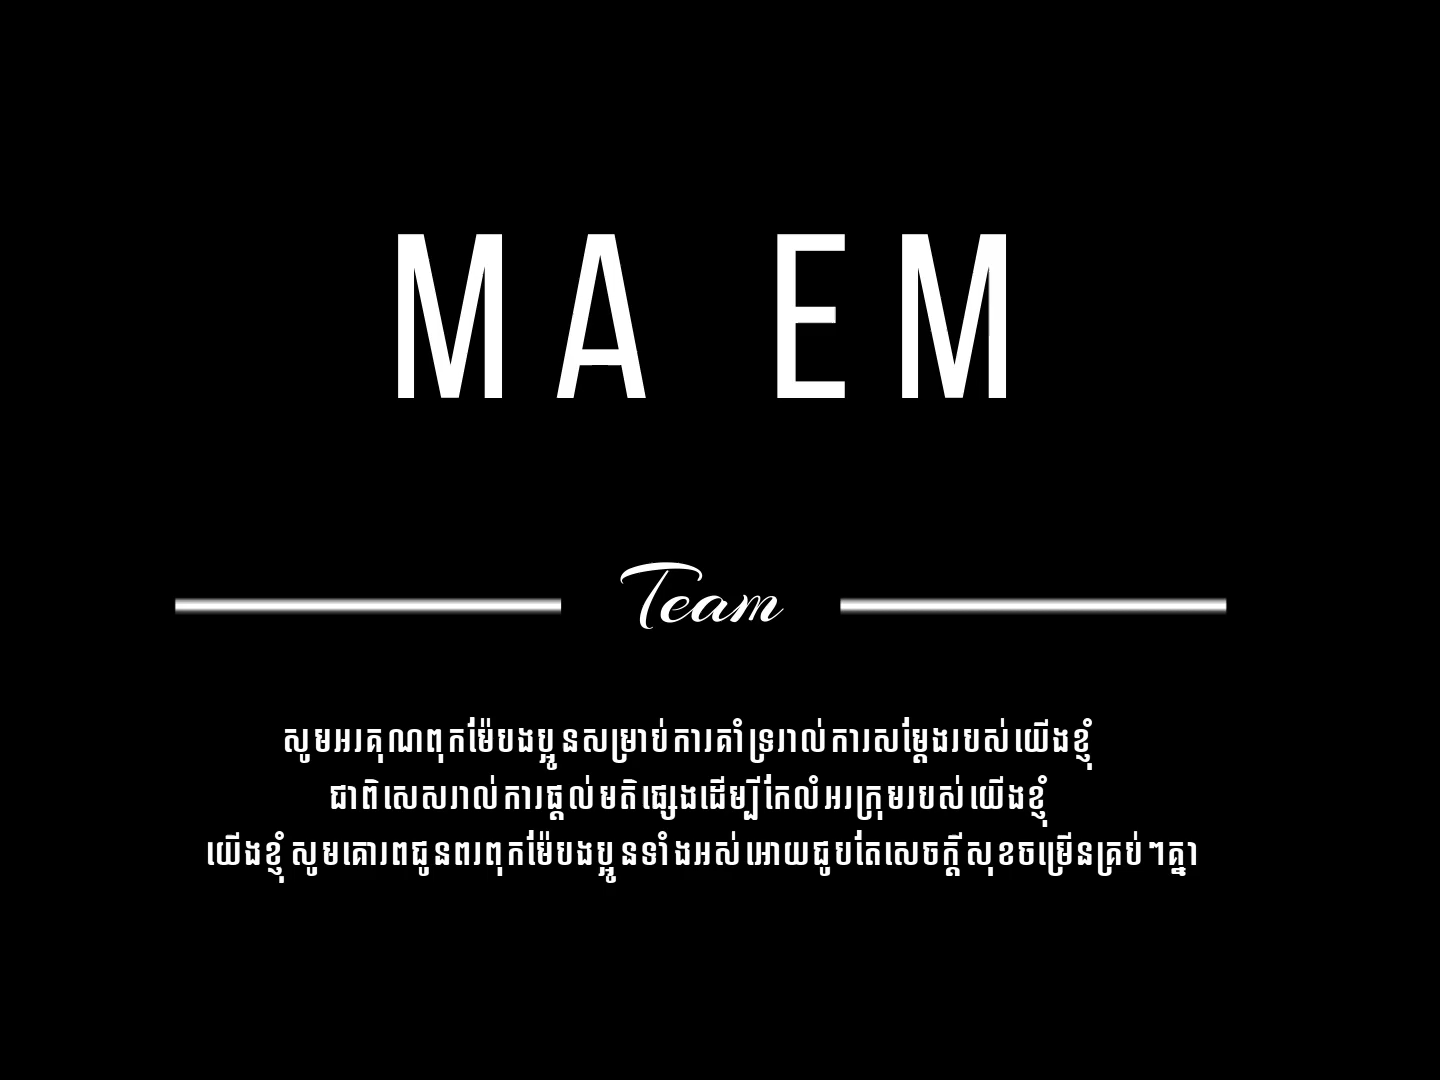 MA EM
Team
សូមអរគុណពុកម៉ែបងប្អូនសម្រាប់ការគាំទ្ររាល់ការសម្ដែងរបស់យើងខ្ញុំ
ជាពិសេសរាល់ការផ្ដល់មតិផ្សេងដើម្បីកែលំអរក្រុមរបស់យើងខ្ញុំ
យើងខ្ញុំសូមគោរពជូនពរពុកម៉ែបងប្អូនទាំងអស់អោយជួបតែសេចក្ដីសុខចម្រើនគ្រប់ៗគ្នា